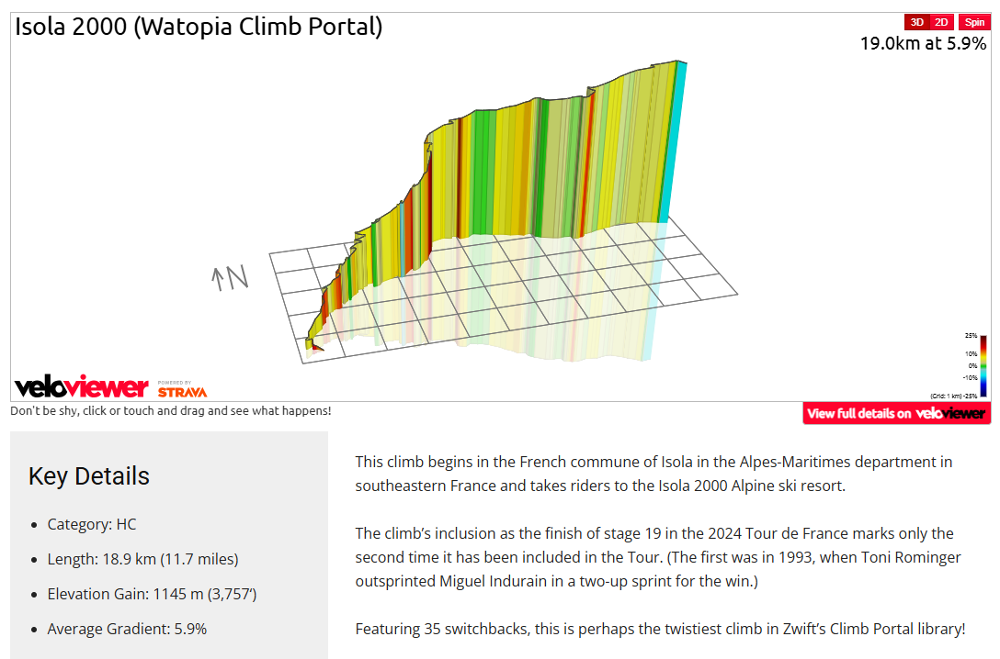 Isola 2000 (Watopia Climb Portal)
3D 2D Spin
19.0km at 5.9%
N
25%
10%
0%
-10%
(Grid: 1 km) -25%
veloviewer POWERED BY STRAVA
Don't be shy, click or touch and drag and see what happens!
View full details on veloviewer
Key Details
Category: HC
Length: 18.9 km (11.7 miles)
Elevation Gain: 1145 m (3,757‘)
Average Gradient: 5.9%
This climb begins in the French commune of Isola in the Alpes-Maritimes department in
southeastern France and takes riders to the Isola 2000 Alpine ski resort.
The climb’s inclusion as the finish of stage 19 in the 2024 Tour de France marks only the
second time it has been included in the Tour. (The first was in 1993, when Toni Rominger
outsprinted Miguel Indurain in a two-up sprint for the win.)
Featuring 35 switchbacks, this is perhaps the twistiest climb in Zwift’s Climb Portal library!